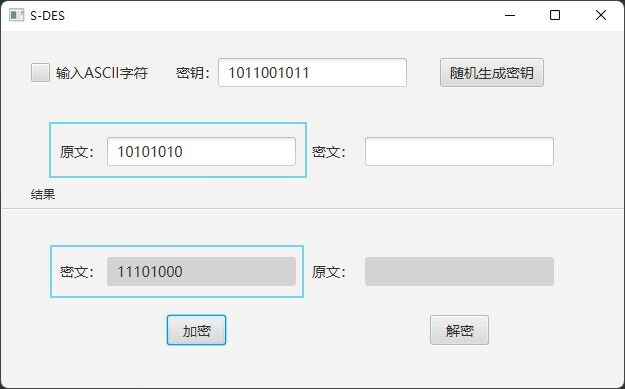 S-DES
输入ASCII字符 密钥： 1011001011 随机生成密钥
原文： 10101010 密文：
结果
密文： 11101000 原文：
加密 解密